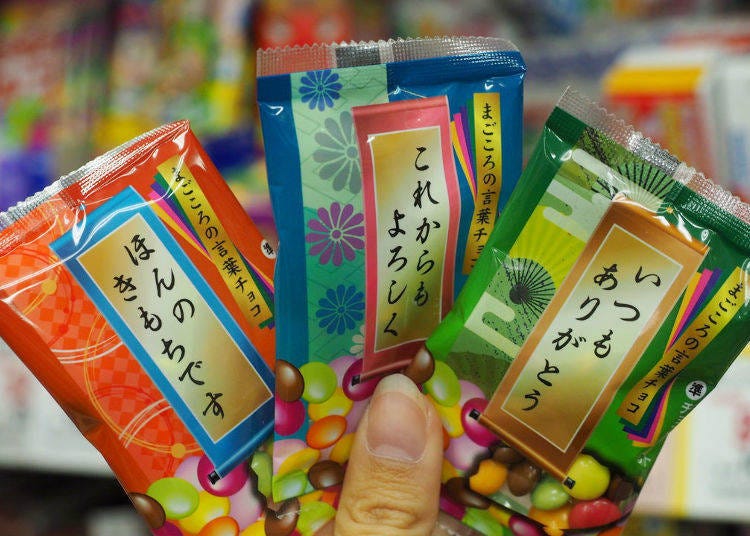 まごころの言葉チョコ
ほんの
きもちです
準
まごころの言葉チョコ
これからも
よろしく
まごころの言葉チョコ
いつも
ありがとう
準